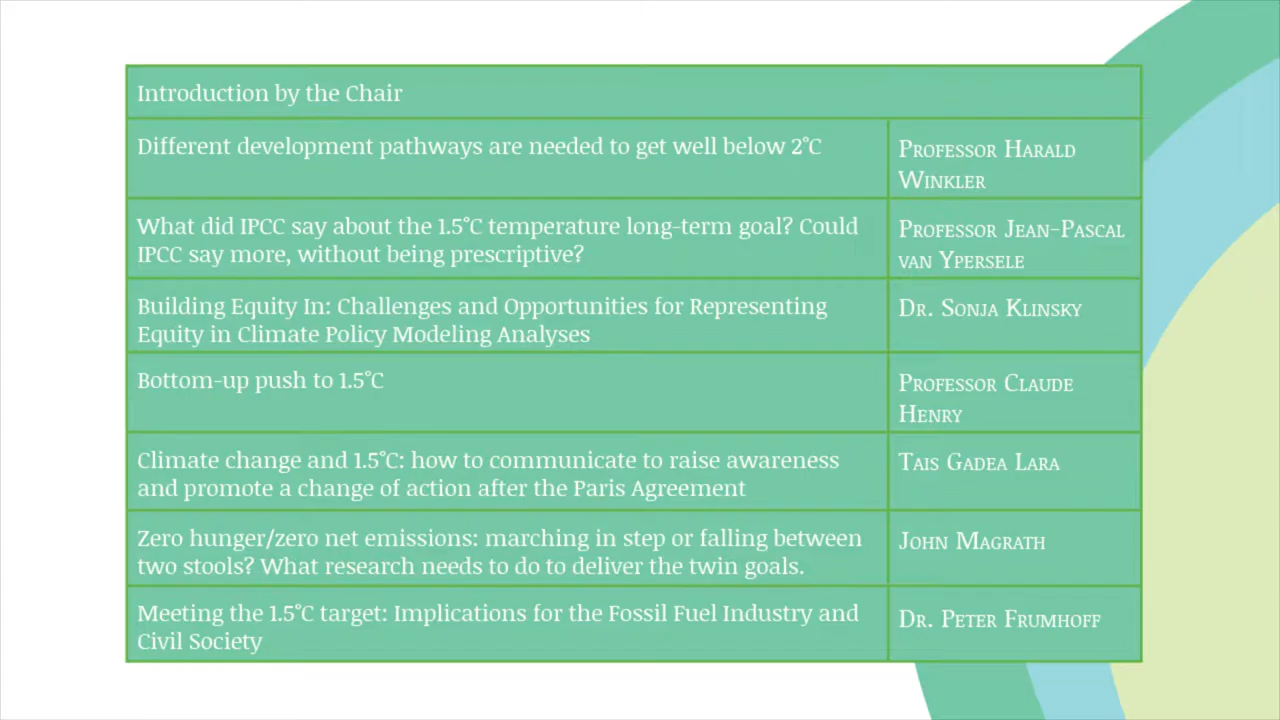 Introduction by the Chair
Different development pathways are needed to get well below 2°C
Professor Harald
Winkler
What did IPCC say about the 1.5°C temperature long-term goal? Could
IPCC say more, without being prescriptive?
Professor Jean-Pascal
van Ypersele
Building Equity In: Challenges and Opportunities for Representing
Equity in Climate Policy Modeling Analyses
Dr. Sonja Klinsky
Bottom-up push to 1.5°C
Professor Claude
Henry
Climate change and 1.5°C: how to communicate to raise awareness
and promote a change of action after the Paris Agreement
Tais Gadea Lara
Zero hunger/zero net emissions: marching in step or falling between
two stools? What research needs to do to deliver the twin goals.
John Magrath
Meeting the 1.5°C target: Implications for the Fossil Fuel Industry and
Civil Society
Dr. Peter Frumhoff